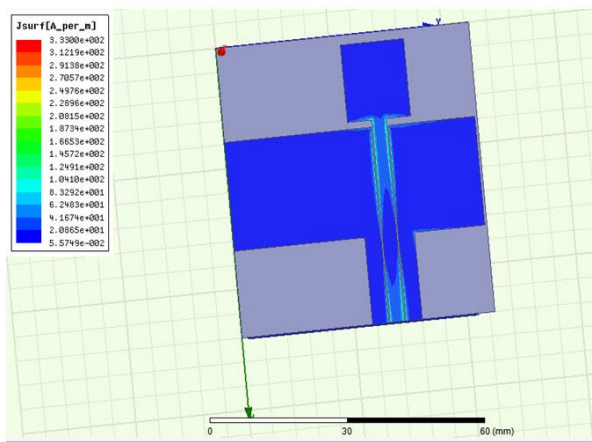 Jsurf[A_per_m]
3.3300e+002
3.1219e+002
2.9138e+002
2.7057e+002
2.4976e+002
2.2896e+002
2.0815e+002
1.8734e+002
1.6653e+002
1.4572e+002
1.2491e+002
1.0410e+002
8.3292e+001
6.2483e+001
4.1674e+001
2.0865e+001
5.5749e-002
Y
0 30 60 (mm)